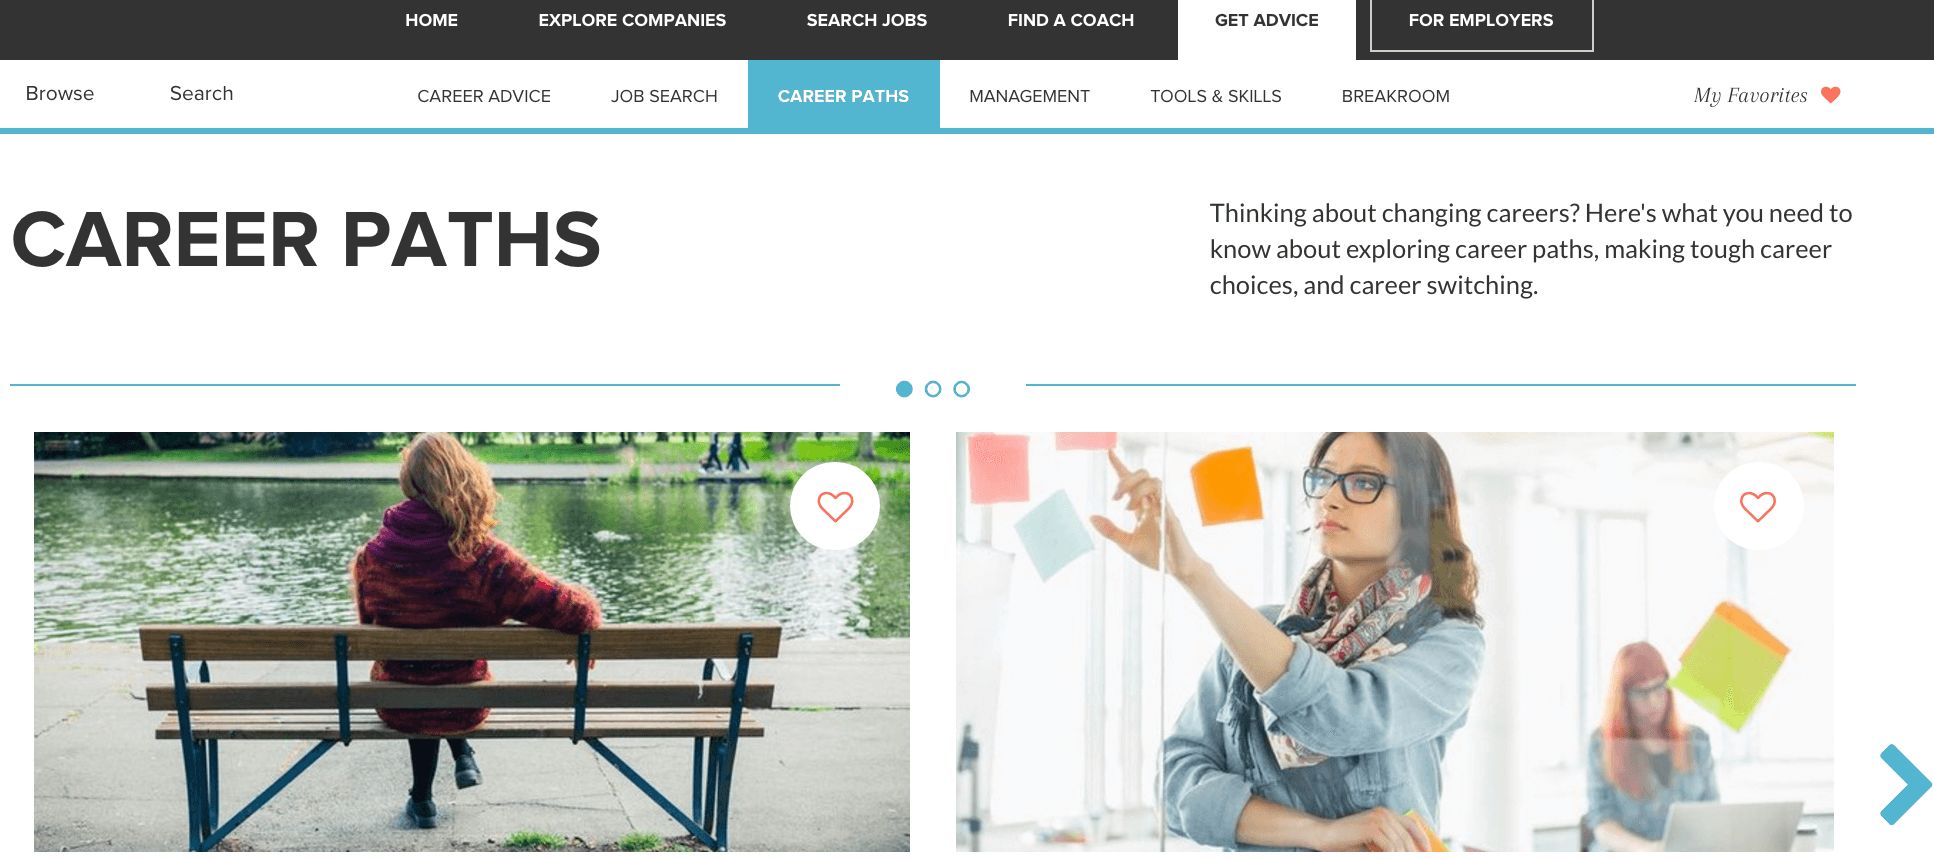 HOME EXPLORE COMPANIES SEARCH JOBS FIND A COACH GET ADVICE FOR EMPLOYERS
Browse Search CAREER ADVICE JOB SEARCH CAREER PATHS MANAGEMENT TOOLS & SKILLS BREAKROOM My Favorites
CAREER PATHS
Thinking about changing careers? Here's what you need to
know about exploring career paths, making tough career
choices, and career switching.